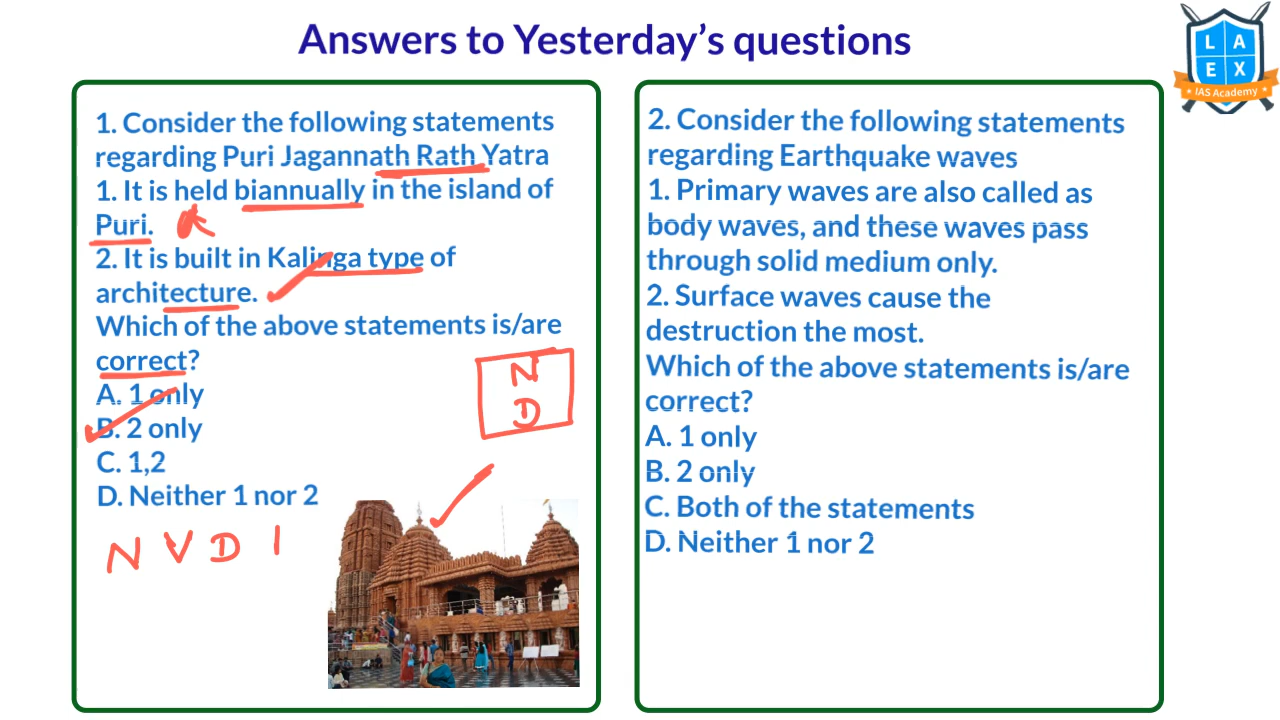 Answers to Yesterday's questions
L A
E X
IAS Academy
1. Consider the following statements
regarding Puri Jagannath Rath Yatra
1. It is held biannually in the island of
Puri.
2. It is built in Kalinga type of
architecture.
Which of the above statements is/are
correct?
A. 1 only
B. 2 only
C. 1,2
D. Neither 1 nor 2
N
D
N V D I
2. Consider the following statements
regarding Earthquake waves
1. Primary waves are also called as
body waves, and these waves pass
through solid medium only.
2. Surface waves cause the
destruction the most.
Which of the above statements is/are
correct?
A. 1 only
B. 2 only
C. Both of the statements
D. Neither 1 nor 2